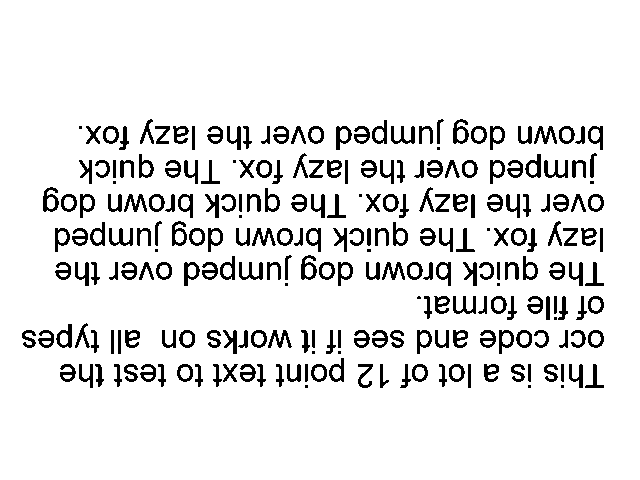 This is a lot of 12 point text to test the
ocr code and see if it works on all types
of file format.
The quick brown dog jumped over the
lazy fox. The quick brown dog jumped
over the lazy fox. The quick brown dog
jumped over the lazy fox. The quick
brown dog jumped over the lazy fox.